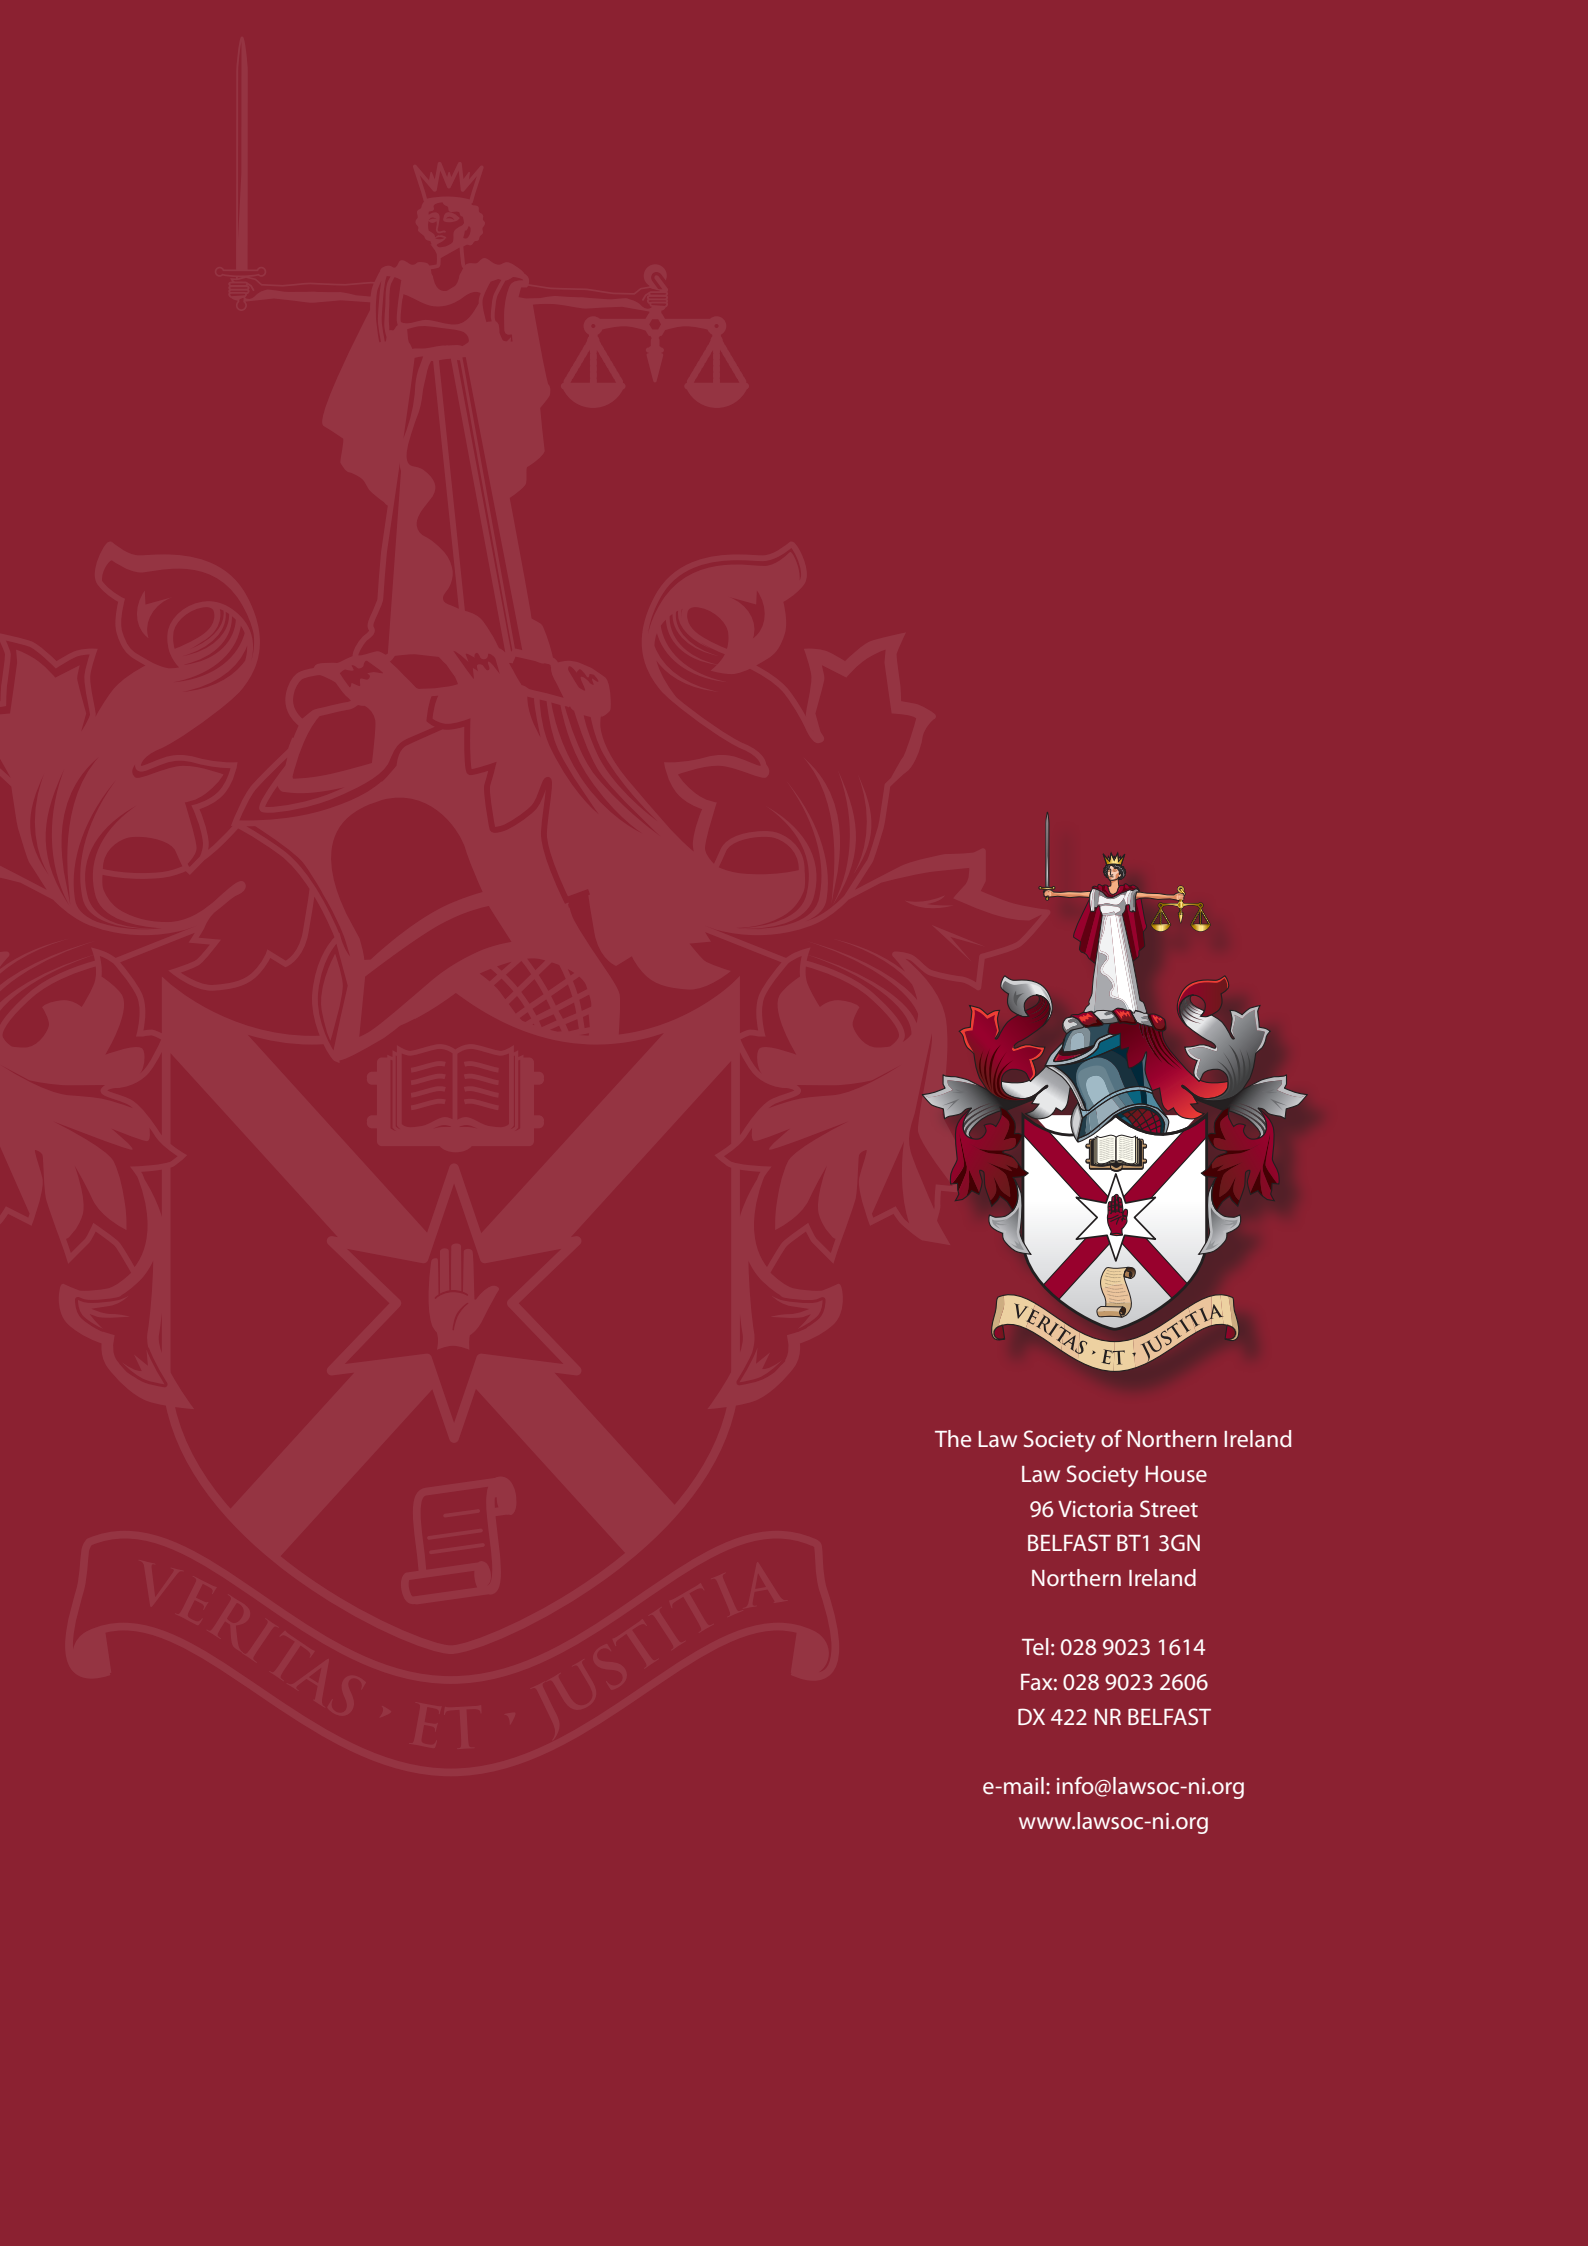 VERITAS · ET · JUSTITIA
VERITAS · ET · JUSTITIA
The Law Society of Northern Ireland
Law Society House
96 Victoria Street
BELFAST BT1 3GN
Northern Ireland
Tel: 028 9023 1614
Fax: 028 9023 2606
DX 422 NR BELFAST
e-mail: info@lawsoc-ni.org
www.lawsoc-ni.org